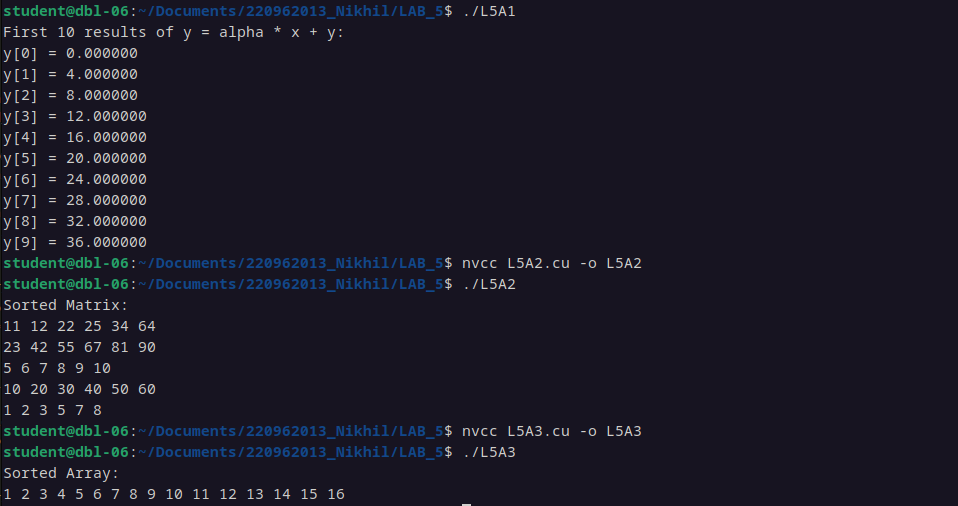 student@dbl-06:~/Documents/220962013_Nikhil/LAB_5$ ./L5A1
First 10 results of y = alpha * x + y:
y[0] = 0.000000
y[1] = 4.000000
y[2] = 8.000000
y[3] = 12.000000
y[4] = 16.000000
y[5] = 20.000000
y[6] = 24.000000
y[7] = 28.000000
y[8] = 32.000000
y[9] = 36.000000
student@dbl-06:~/Documents/220962013_Nikhil/LAB_5$ nvcc L5A2.cu -o L5A2
student@dbl-06:~/Documents/220962013_Nikhil/LAB_5$ ./L5A2
Sorted Matrix:
11 12 22 25 34 64
23 42 55 67 81 90
5 6 7 8 9 10
10 20 30 40 50 60
1 2 3 5 7 8
student@dbl-06:~/Documents/220962013_Nikhil/LAB_5$ nvcc L5A3.cu -o L5A3
student@dbl-06:~/Documents/220962013_Nikhil/LAB_5$ ./L5A3
Sorted Array:
1 2 3 4 5 6 7 8 9 10 11 12 13 14 15 16